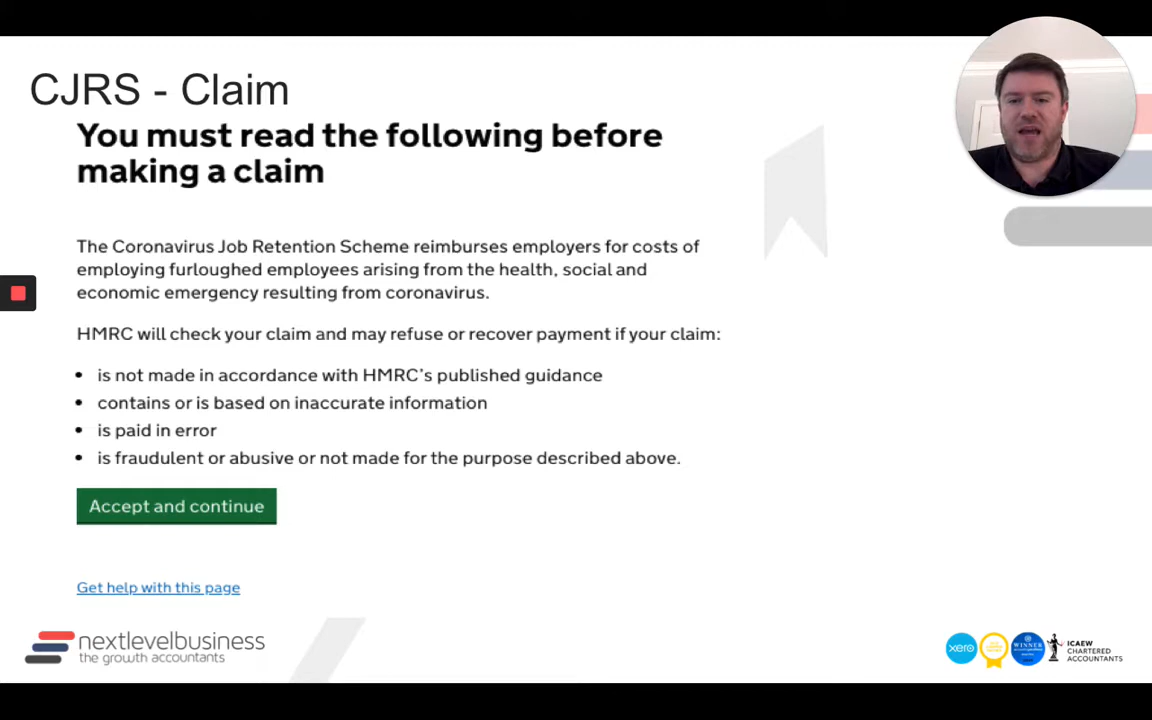 CJRS - Claim
You must read the following before
making a claim
The Coronavirus Job Retention Scheme reimburses employers for costs of
employing furloughed employees arising from the health, social and
economic emergency resulting from coronavirus.
HMRC will check your claim and may refuse or recover payment if your claim:
• is not made in accordance with HMRC's published guidance
• contains or is based on inaccurate information
• is paid in error
• is fraudulent or abusive or not made for the purpose described above.
Accept and continue
Get help with this page
nextlevelbusiness
the growth accountants
xero
WINNER
ICAEW
CHARTERED
ACCOUNTANTS